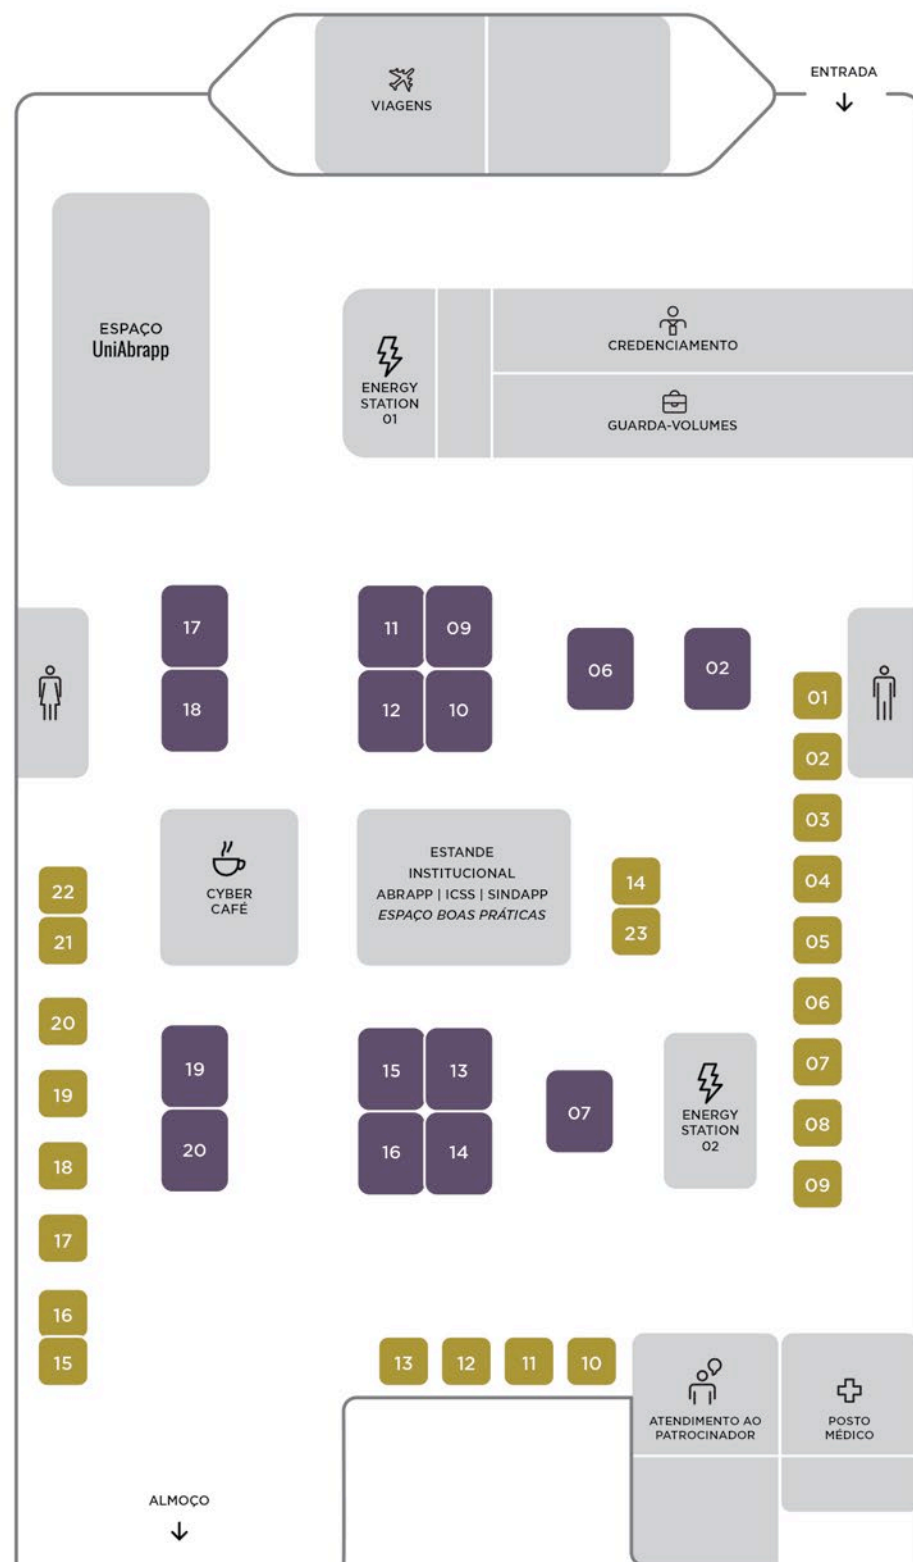 ENTRADA
VIAGENS
ESPAÇO
UniAbrapp
ENERGY
STATION
01
CREDENCIAMENTO
GUARDA-VOLUMES
17
11
09
06
02
18
12
10
01
02
03
04
05
06
07
08
09
CYBER
CAFÉ
ESTANDE
INSTITUCIONAL
ABRAPP | ICSS | SINDAPP
ESPAÇO BOAS PRÁTICAS
14
23
22
21
20
19
18
17
16
15
19
20
15
13
16
14
07
ENERGY
STATION
02
13
12
11
10
ATENDIMENTO AO
PATROCINADOR
POSTO
MÉDICO
ALMOÇO